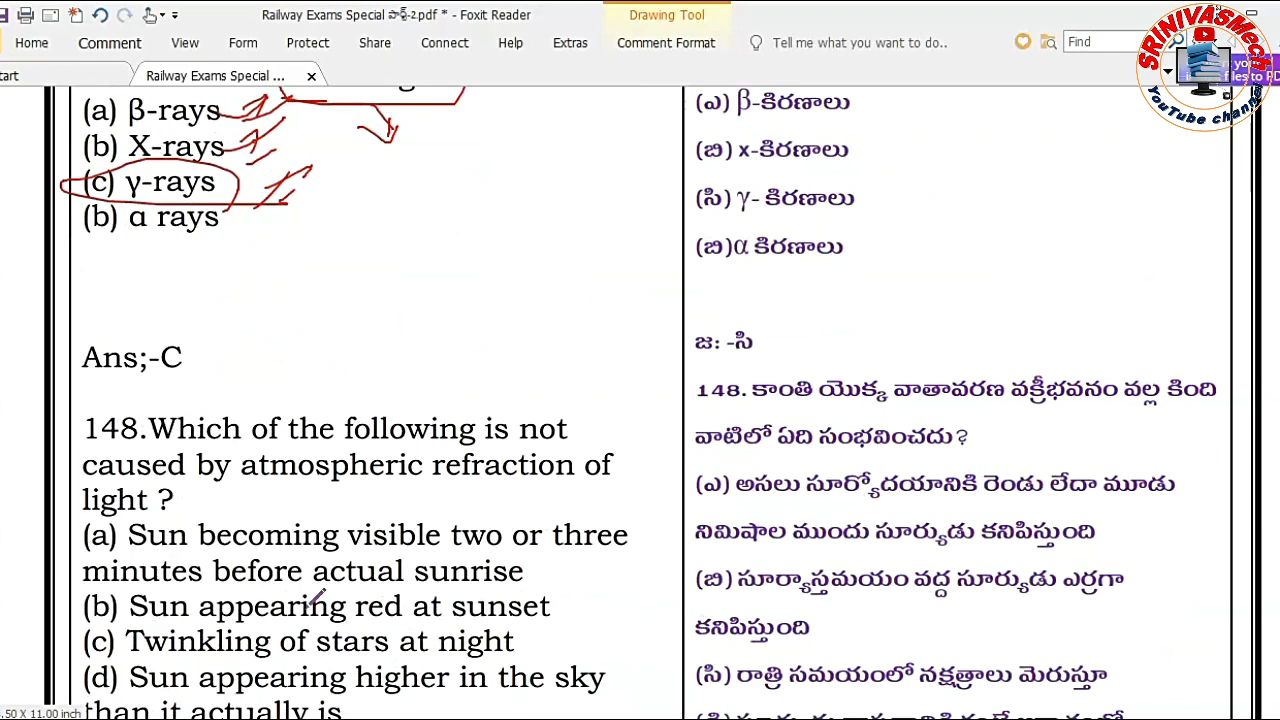 Railway Exams Special పార్ట్-2.pdf * - Foxit Reader
Drawing Tool
Home Comment View Form Protect Share Connect Help Extras Comment Format Tell me what you want to do.. Find
tart Railway Exams Special ... ×
SRINIVASMech
YouTube channel
(a) β-rays
(b) X-rays
(c) γ-rays
(b) α rays
Ans;-C
148.Which of the following is not
caused by atmospheric refraction of
light ?
(a) Sun becoming visible two or three
minutes before actual sunrise
(b) Sun appearing red at sunset
(c) Twinkling of stars at night
(d) Sun appearing higher in the sky
than it actually is
(ఎ) β-కిరణాలు
(బి) x-కిరణాలు
(సి) γ- కిరణాలు
(బి)α కిరణాలు
జ: -సి
148. కాంతి యొక్క వాతావరణ వక్రీభవనం వల్ల కింది
వాటిలో ఏది సంభవించదు?
(ఎ) అసలు సూర్యోదయానికి రెండు లేదా మూడు
నిమిషాల ముందు సూర్యుడు కనిపిస్తుంది
(బి) సూర్యాస్తమయం వద్ద సూర్యుడు ఎర్రగా
కనిపిస్తుంది
(సి) రాత్రి సమయంలో నక్షత్రాలు మెరుస్తూ
.50 X 11.00 inch